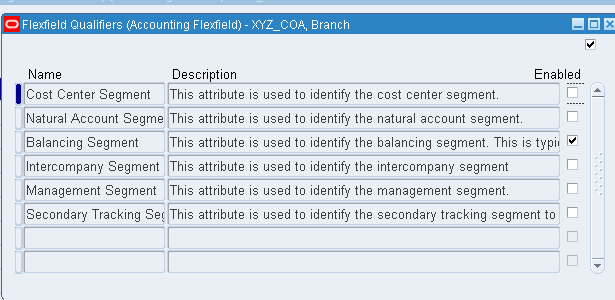 Flexfield Qualifiers (Accounting Flexfield) - XYZ_COA, Branch
Name Description Enabled
Cost Center Segment This attribute is used to identify the cost center segment.
Natural Account Segme This attribute is used to identify the natural account segment.
Balancing Segment This attribute is used to identify the balancing segment. This is typi
Intercompany Segment This attribute is used to identify the intercompany segment
Management Segment This attribute is used to identify the management segment.
Secondary Tracking Seg This attribute is used to identify the secondary tracking segment to